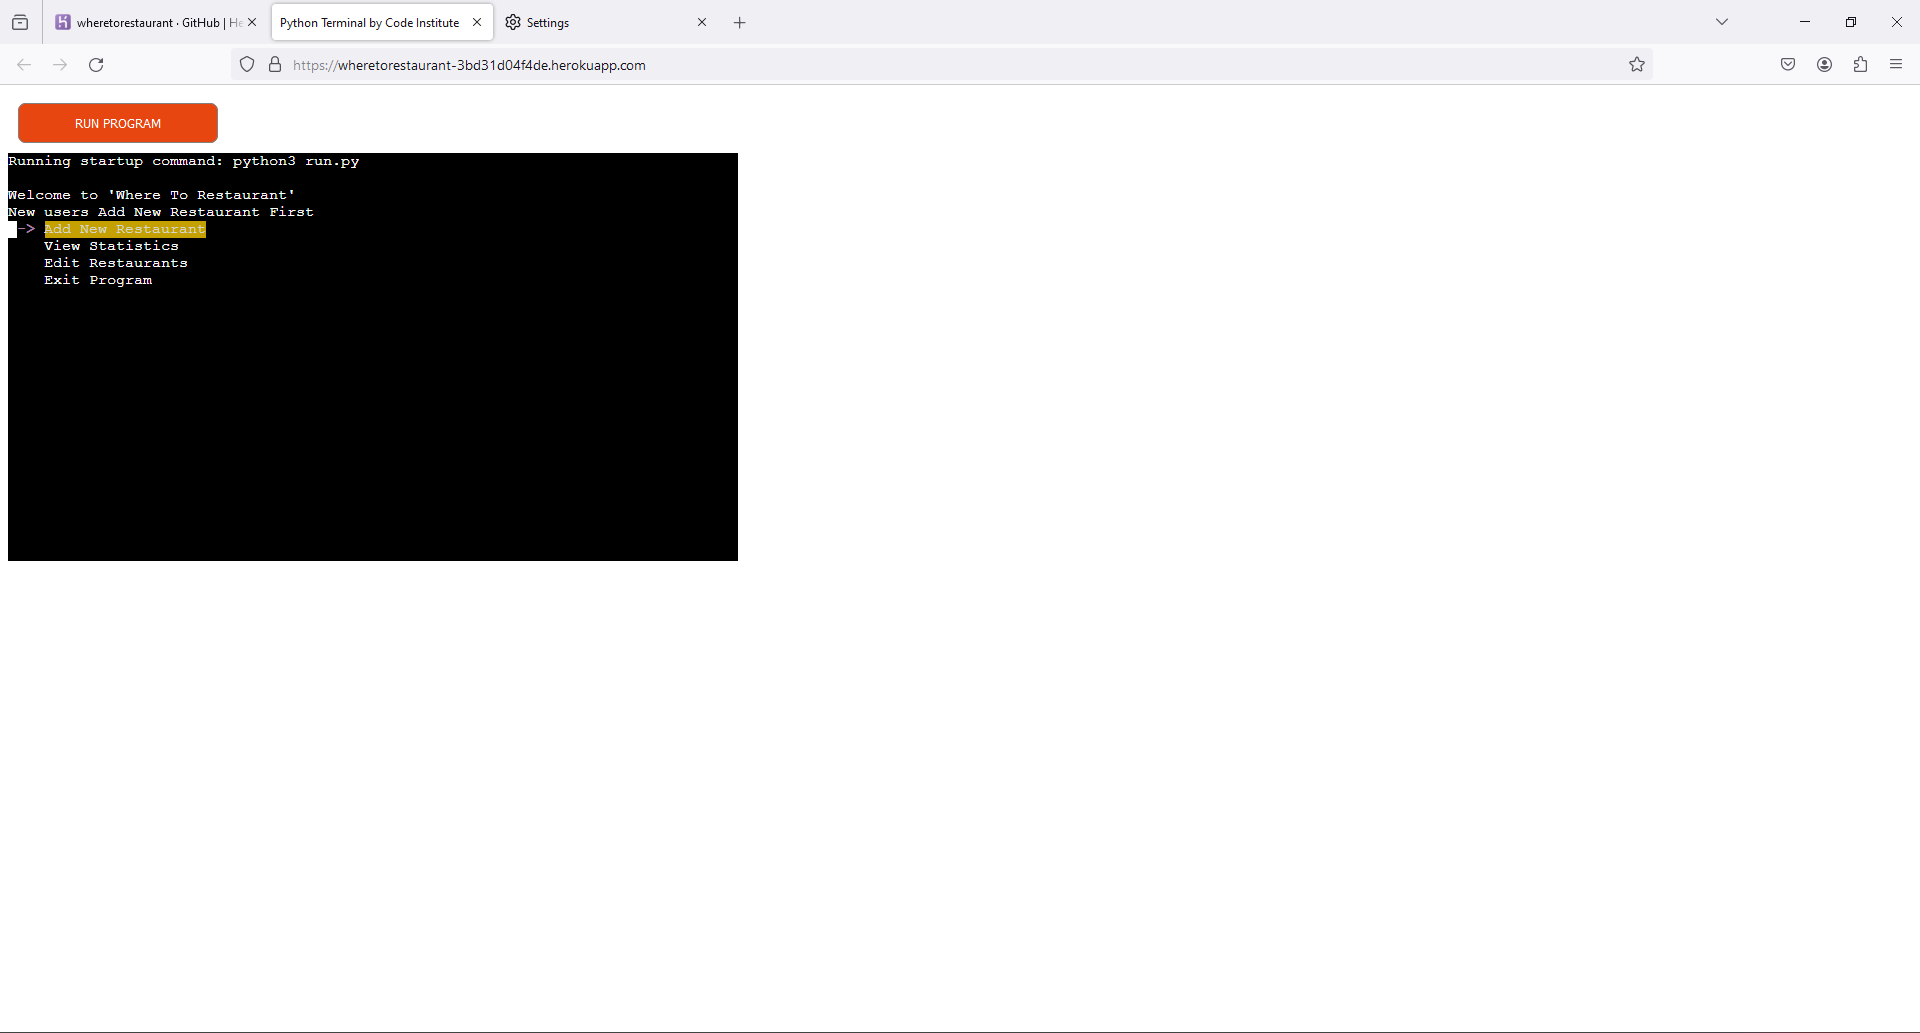 wheretorestaurant · GitHub | He
Python Terminal by Code Institute
Settings
https://wheretorestaurant-3bd31d04f4de.herokuapp.com
RUN PROGRAM
Running startup command: python3 run.py
Welcome to 'Where To Restaurant'
New users Add New Restaurant First
-> Add New Restaurant
View Statistics
Edit Restaurants
Exit Program